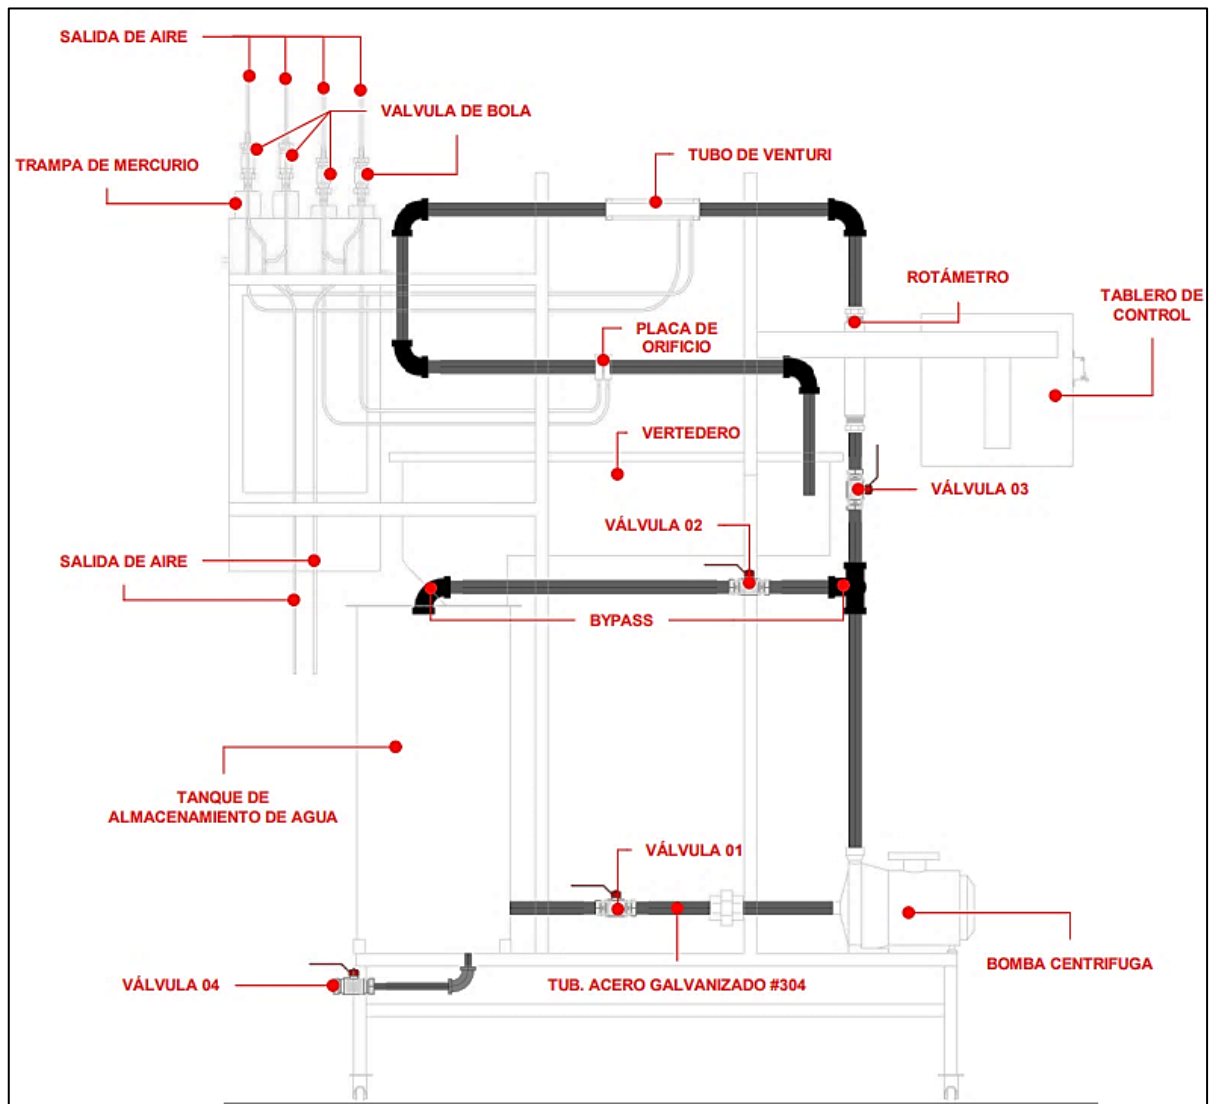 SALIDA DE AIRE
VALVULA DE BOLA
TRAMPA DE MERCURIO
TUBO DE VENTURI
ROTÁMETRO
TABLERO DE
CONTROL
PLACA DE
ORIFICIO
VERTEDERO
VÁLVULA 03
VÁLVULA 02
SALIDA DE AIRE
BYPASS
TANQUE DE
ALMACENAMIENTO DE AGUA
VÁLVULA 01
BOMBA CENTRIFUGA
VÁLVULA 04
TUB. ACERO GALVANIZADO #304